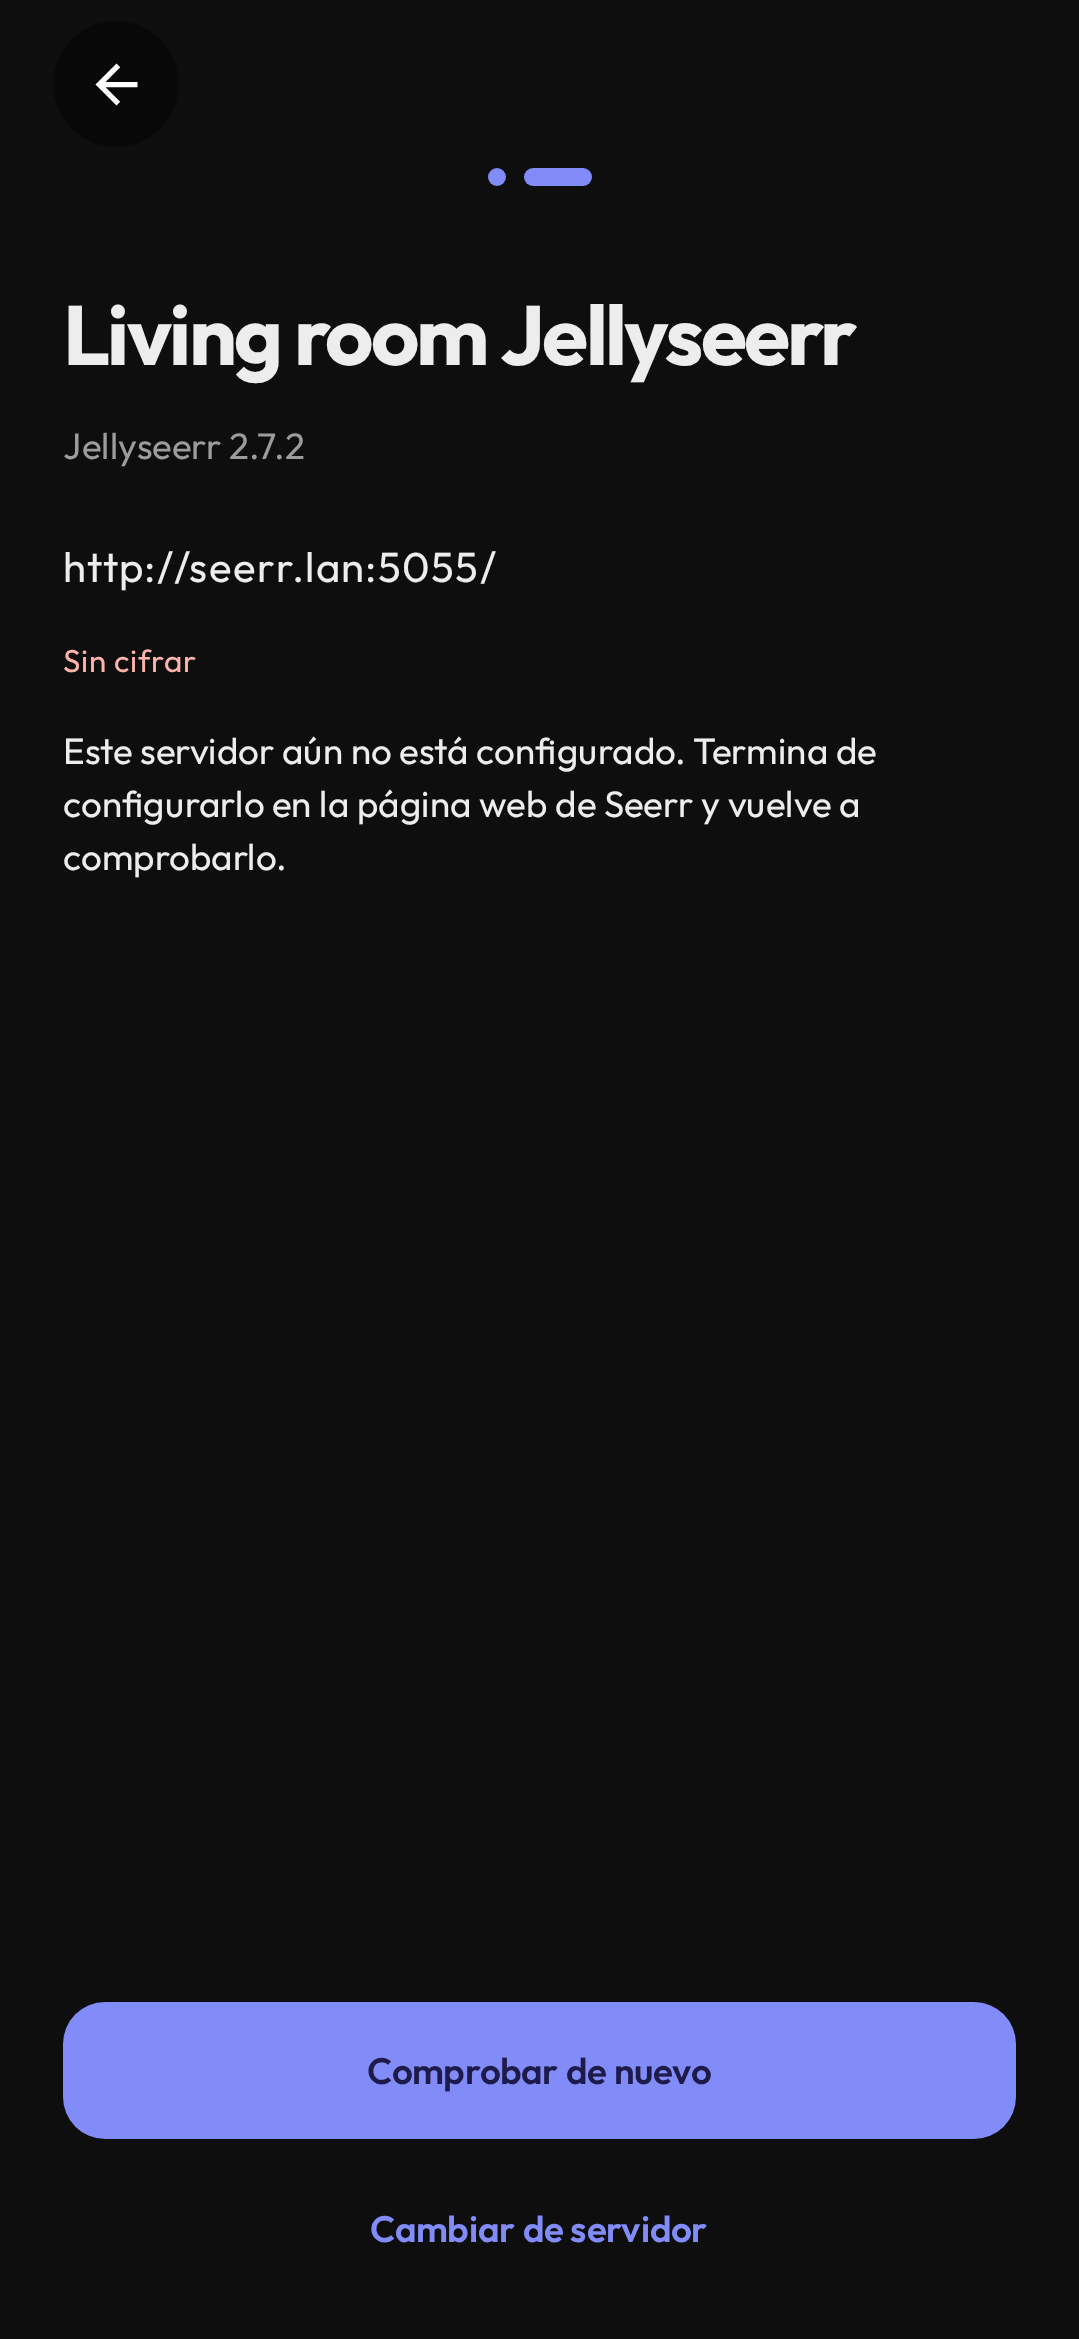 Living room Jellyseerr
Jellyseerr 2.7.2
http://seerr.lan:5055/
Sin cifrar
Este servidor aún no está configurado. Termina de
configurarlo en la página web de Seerr y vuelve a
comprobarlo.
Comprobar de nuevo
Cambiar de servidor